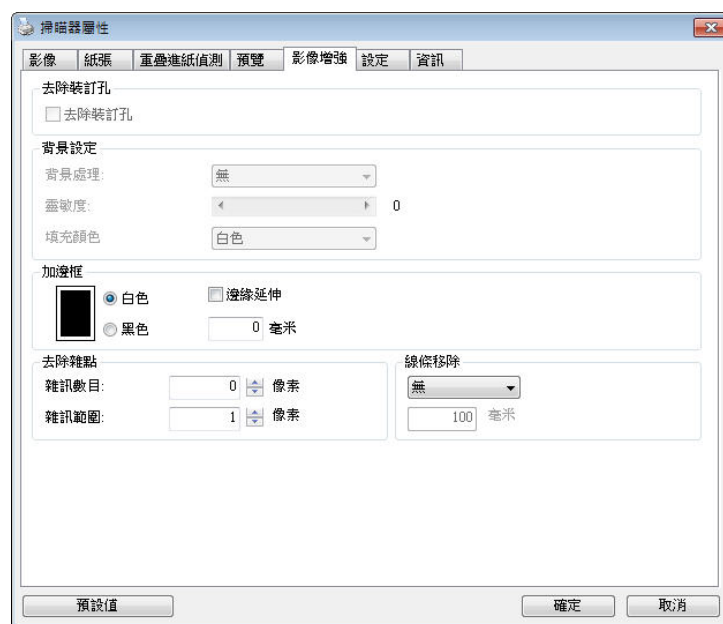 掃瞄器屬性
影像 紙張 重疊進紙偵測 預覽 影像增強 設定 資訊
去除裝訂孔
去除裝訂孔
背景設定
背景處理: 無
靈敏度: 0
填充顏色 白色
加邊框
白色 邊緣延伸
黑色 0 毫米
去除雜點 線條移除
雜訊數目: 0 像素 無
雜訊範圍: 1 像素 100 毫米
預設值 確定 取消